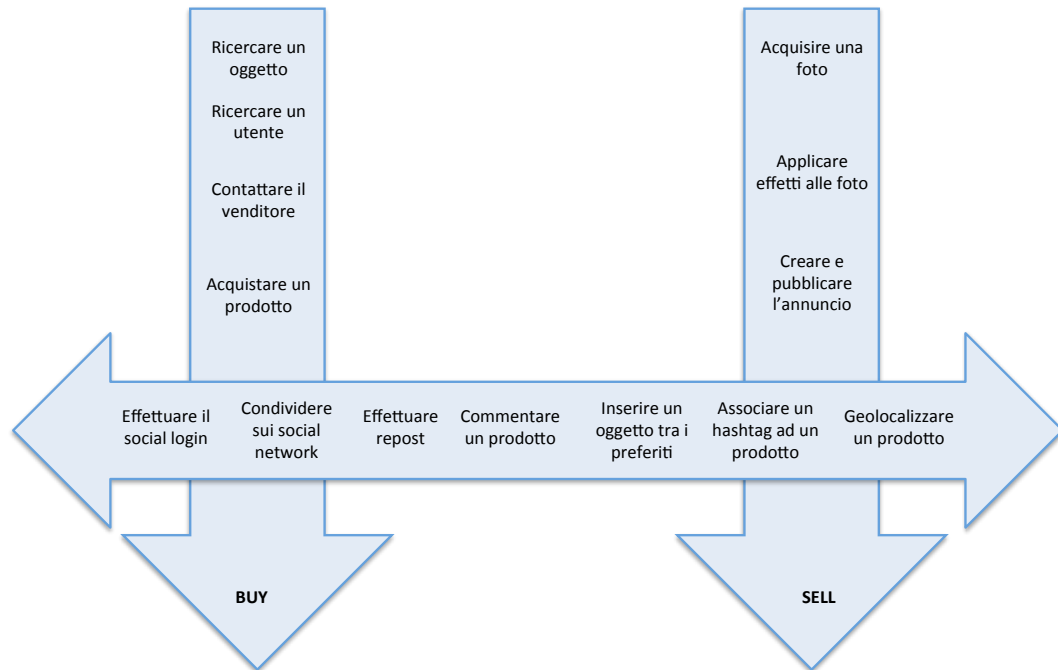 Ricercare un
oggetto
Ricercare un
utente
Contattare il
venditore
Acquistare un
prodotto
Acquisire una
foto
Applicare
effetti alle foto
Creare e
pubblicare
l’annuncio
Effettuare il
social login
Condividere
sui social
network
Effettuare
repost
Commentare
un prodotto
Inserire un
oggetto tra i
preferiti
Associare un
hashtag ad un
prodotto
Geolocalizzare
un prodotto
BUY
SELL